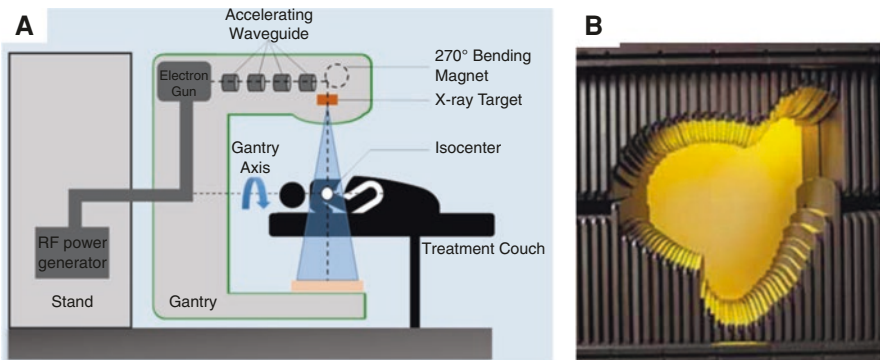 A
Accelerating
Waveguide
Electron
Gun
270° Bending
Magnet
X-ray Target
Gantry
Axis
Isocenter
RF power
generator
Treatment Couch
Stand
Gantry
B